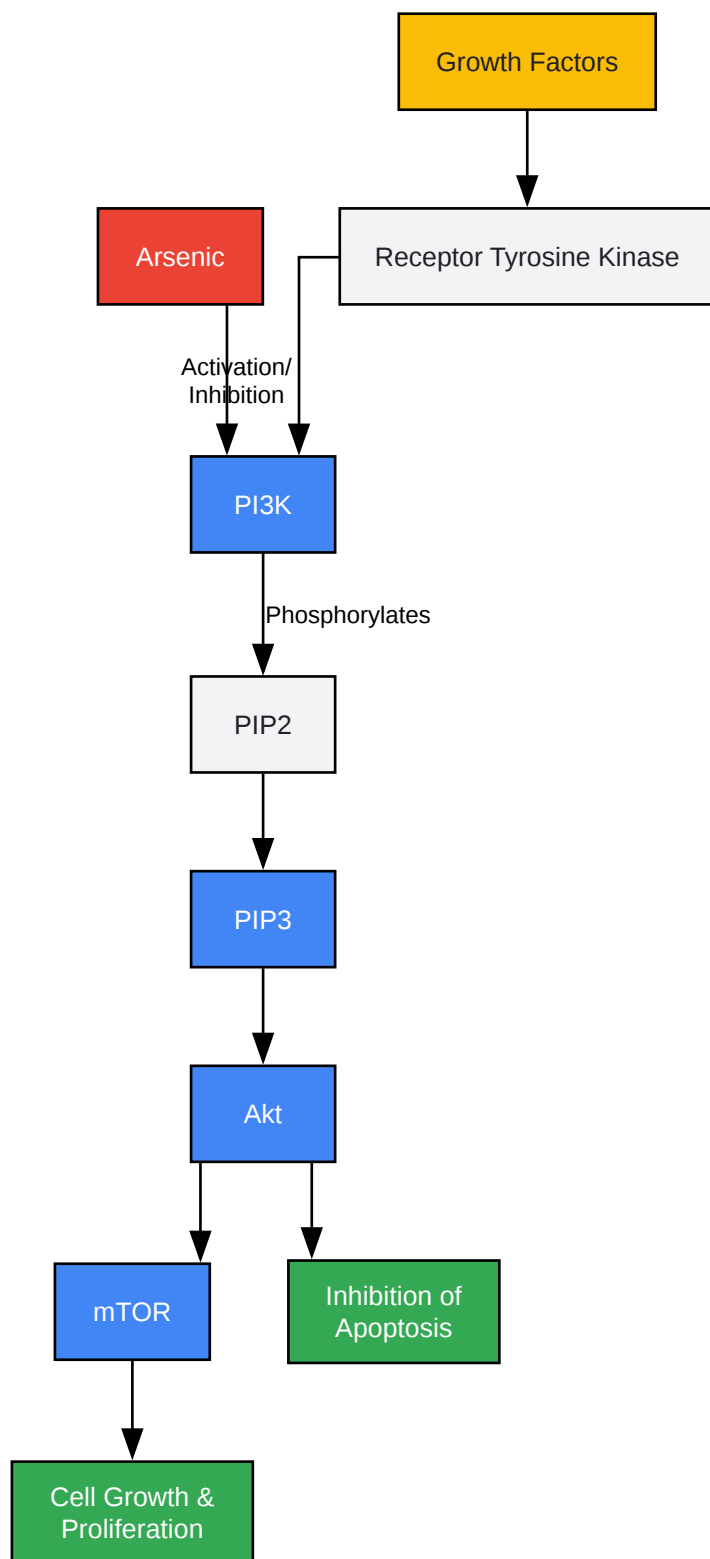 Growth Factors
Arsenic
Receptor Tyrosine Kinase
Activation/
Inhibition
PI3K
Phosphorylates
PIP2
PIP3
Akt
mTOR
Inhibition of
Apoptosis
Cell Growth &
Proliferation